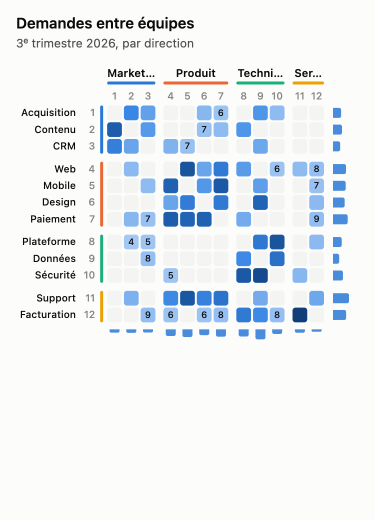 Demandes entre équipes
3ᵉ trimestre 2026, par direction
Market... Produit Techni... Ser...
1 2 3 4 5 6 7 8 9 10 11 12
Acquisition 1 6
Contenu 2 7
CRM 3 7
Web 4 6 8
Mobile 5 7
Design 6
Paiement 7 7 9
Plateforme 8 4 5
Données 9 8
Sécurité 10 5
Support 11
Facturation 12 9 6 6 8 8